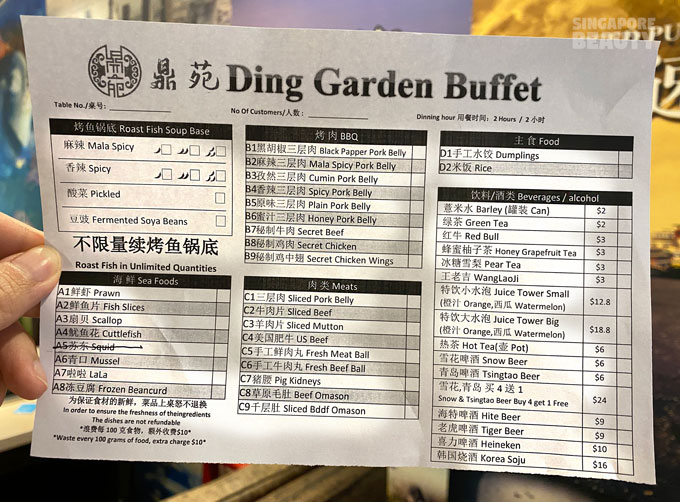 SINGAPORE
BEAUTY
鼎苑 Ding Garden Buffet
Table No./桌号:
No Of Customers/人数:
Dinning hour 用餐时间: 2 Hours / 2 小时
烤鱼锅底 Roast Fish Soup Base
麻辣 Mala Spicy
香辣 Spicy
酸菜 Pickled
豆豉 Fermented Soya Beans
不限量续烤鱼锅底
Roast Fish in Unlimited Quantities
海鲜 Sea Foods
A1鲜虾 Prawn
A2鲜鱼片 Fish Slices
A3扇贝 Scallop
A4鱿鱼花 Cuttlefish
A5苏东 Squid
A6青口 Mussel
A7啦啦 LaLa
A8冻豆腐 Frozen Beancurd
为保证食材的新鲜，菜品上桌恕不退换
In order to ensure the freshness of theingredients
The dishes are not refundable
*浪费每 100 克食物，额外收费$10*
*Waste every 100 grams of food, extra charge $10*
烤肉 BBQ
B1黑胡椒三层肉 Black Papper Pork Belly
B2麻辣三层肉 Mala Spicy Pork Belly
B3孜然三层肉 Cumin Pork Belly
B4香辣三层肉 Spicy Pork Belly
B5原味三层肉 Plain Pork Belly
B6蜜汁三层肉 Honey Pork Belly
B7秘制牛肉 Secret Beef
B8秘制鸡肉 Secret Chicken
B9秘制鸡中翅 Secret Chicken Wings
肉类 Meats
C1三层肉 Sliced Pork Belly
C2牛肉片 Sliced Beef
C3羊肉片 Sliced Mutton
C4美国肥牛 US Beef
C5手工鲜肉丸 Fresh Meat Ball
C6手工牛肉丸 Fresh Beef Ball
C7猪腰 Pig Kidneys
C8草原毛肚 Beef Omason
C9千层肚 Sliced Bddf Omason
主食 Food
D1手工水饺 Dumplings
D2米饭 Rice
饮料/酒类 Beverages / alcohol
薏米水 Barley (罐装 Can) $2
绿茶 Green Tea $2
红牛 Red Bull $3
蜂蜜柚子茶 Honey Grapefruit Tea $3
冰糖雪梨 Pear Tea $3
王老吉 WangLaoJi $3
特饮小水泡 Juice Tower Small
(橙汁 Orange,西瓜 Watermelon) $12.8
特饮大水泡 Juice Tower Big
(橙汁 Orange,西瓜 Watermelon) $18.8
热茶 Hot Tea(壶 Pot) $6
雪花啤酒 Snow Beer $6
青岛啤酒 Tsingtao Beer $6
雪花,青岛 买 4 送 1
Snow & Tsingtao Beer Buy 4 get 1 Free $24
海特啤酒 Hite Beer $9
老虎啤酒 Tiger Beer $9
喜力啤酒 Heineken $10
韩国烧酒 Korea Soju $16